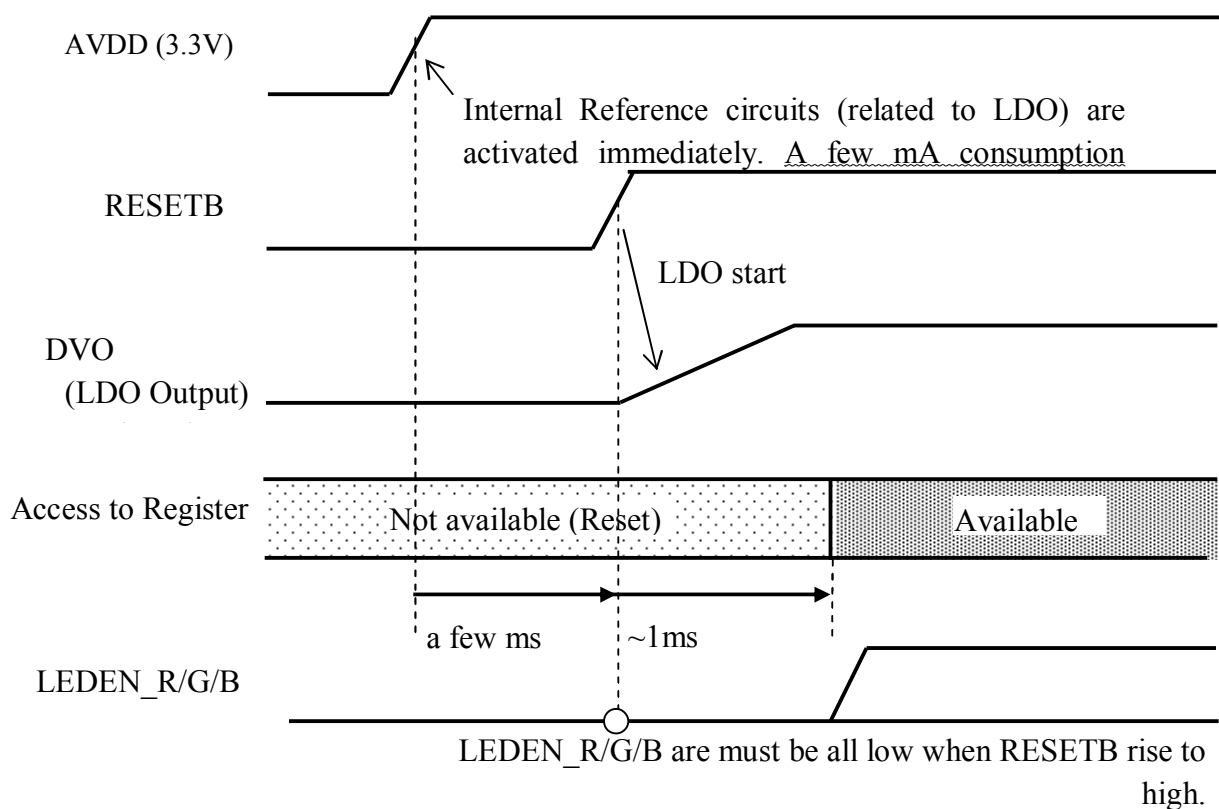 AVDD (3.3V)
Internal Reference circuits (related to LDO) are
activated immediately. A few mA consumption
RESETB
LDO start
DVO
(LDO Output)
Access to Register
Not available (Reset)
Available
a few ms
~1ms
LEDEN_R/G/B
LEDEN_R/G/B are must be all low when RESETB rise to
high.